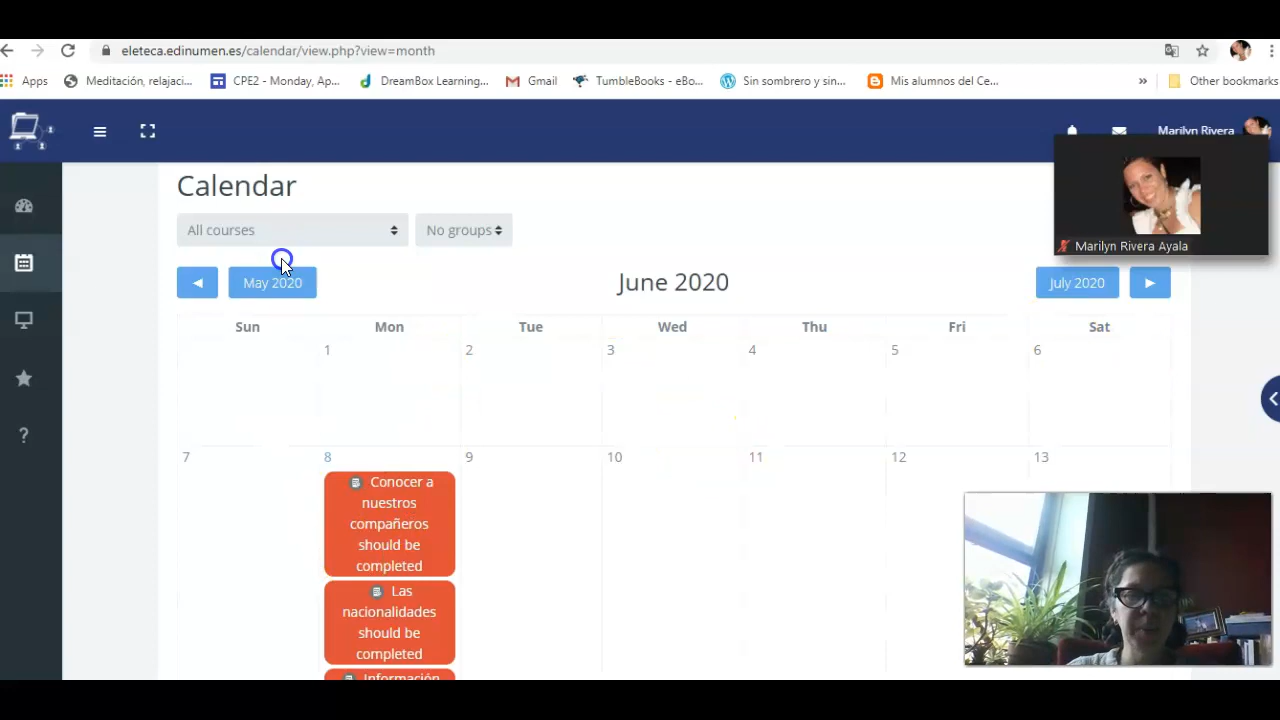 eleteca.edinumen.es/calendar/view.php?view=month
Apps
Meditación, relajaci...
CPE2 - Monday, Ap...
DreamBox Learning...
Gmail
TumbleBooks - eBo...
Sin sombrero y sin...
Mis alumnos del Ce...
»
Other bookmarks
Marilyn Rivera
Marilyn Rivera Ayala
Calendar
All courses
No groups
◄
May 2020
June 2020
July 2020
►
Sun
Mon
Tue
Wed
Thu
Fri
Sat
1
2
3
4
5
6
7
8
9
10
11
12
13
Conocer a
nuestros
compañeros
should be
completed
Las
nacionalidades
should be
completed
Información